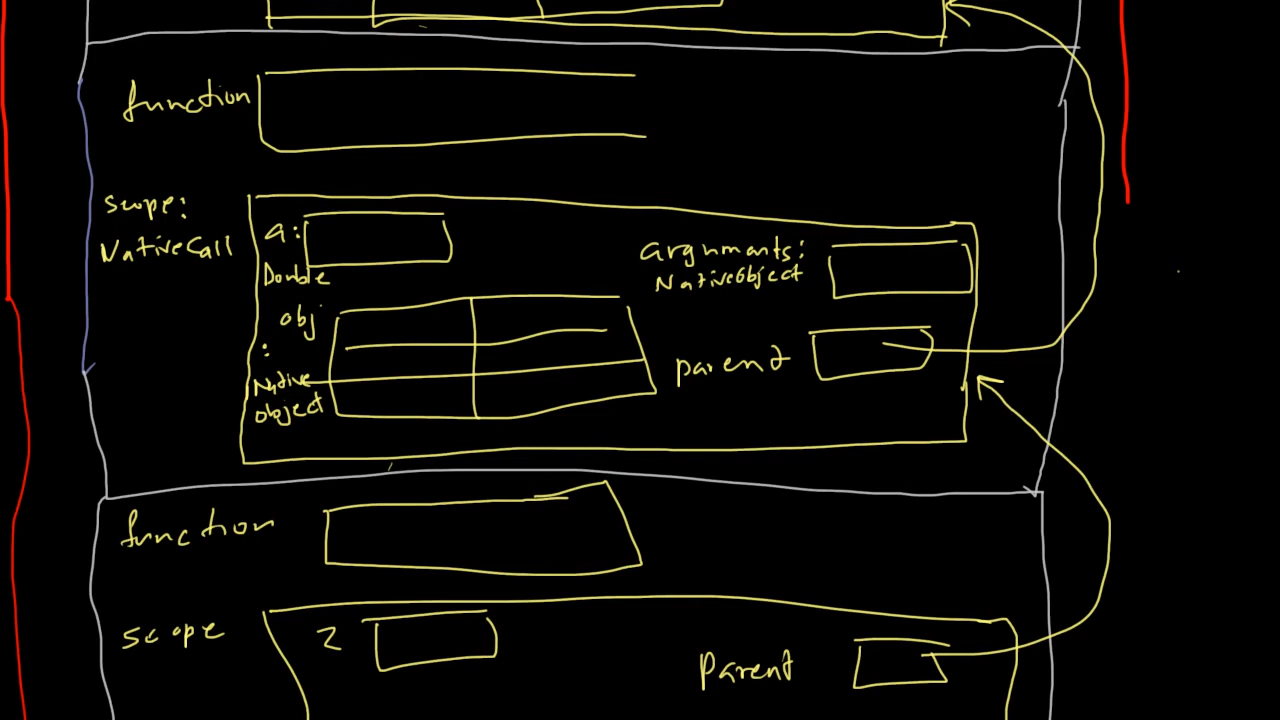 function
scope:
NativeCall
a:
Double
arguments:
NativeObject
obj
:
Native
object
parent
function
scope
z
parent